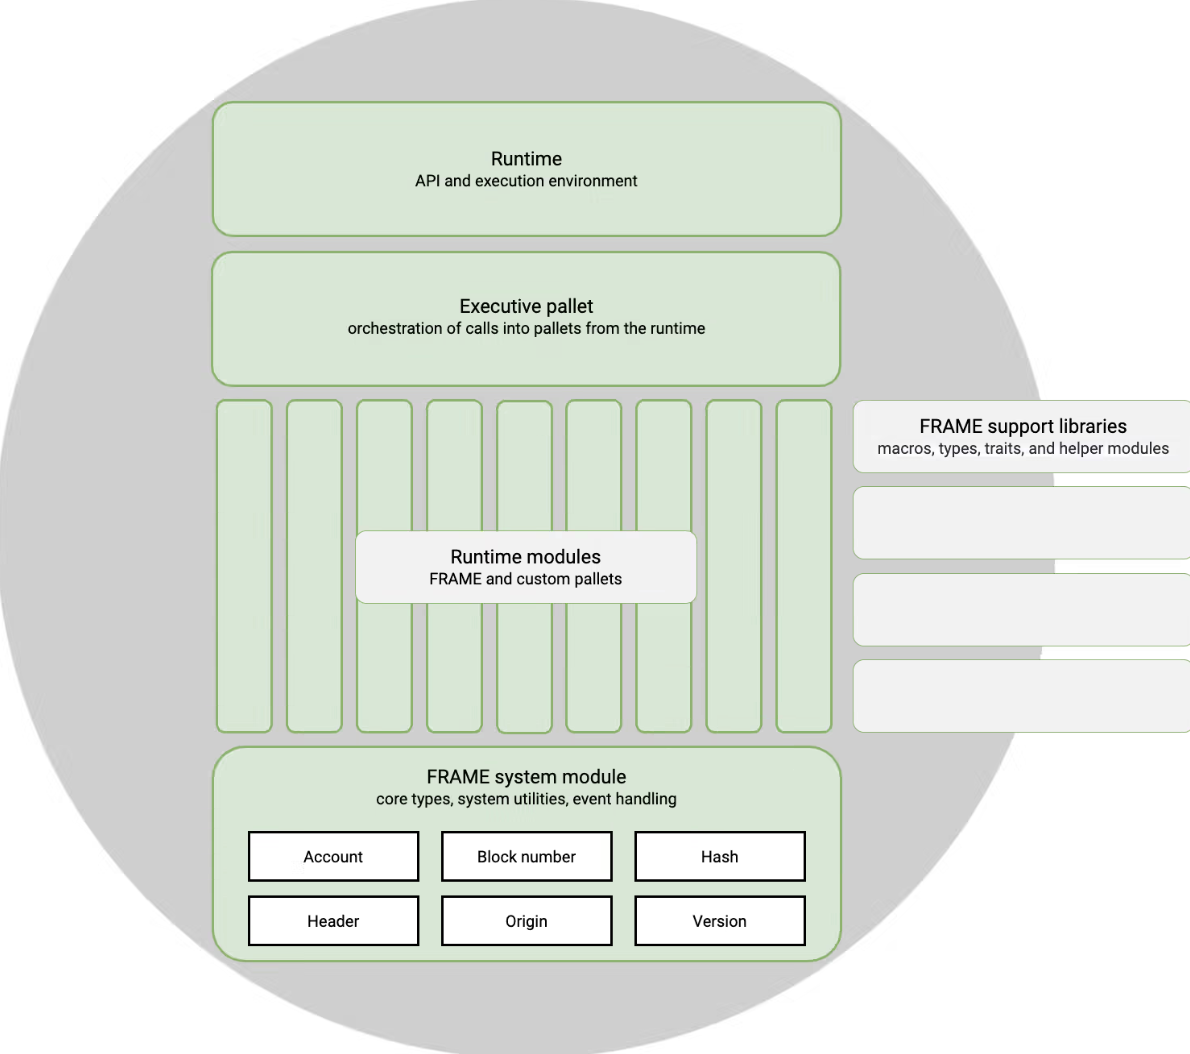 Runtime
API and execution environment
Executive pallet
orchestration of calls into pallets from the runtime
FRAME support libraries
macros, types, traits, and helper modules
Runtime modules
FRAME and custom pallets
FRAME system module
core types, system utilities, event handling
Account
Block number
Hash
Header
Origin
Version